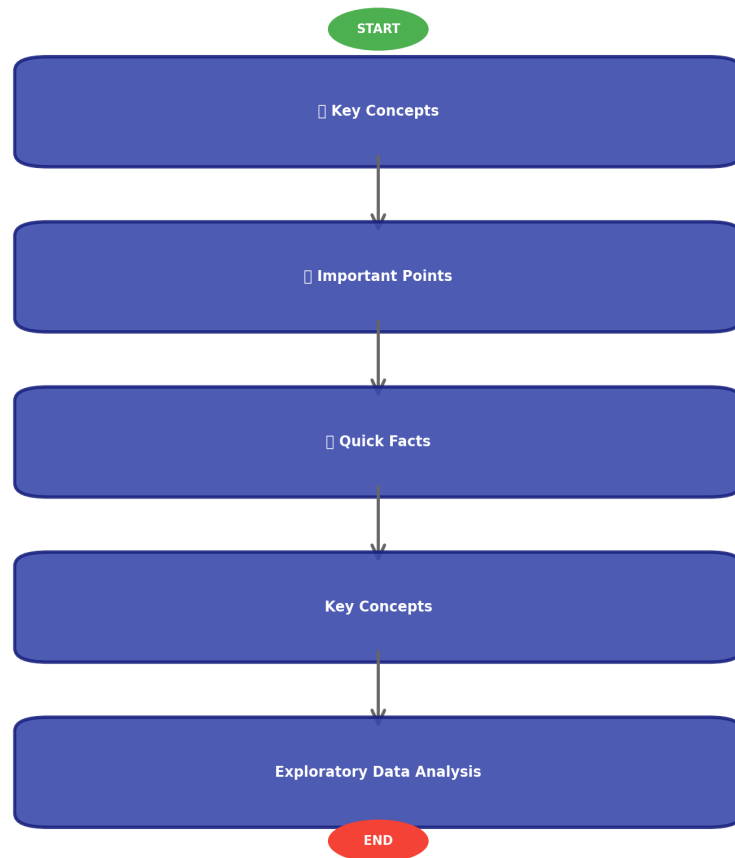 START
Key Concepts
Important Points
Quick Facts
Key Concepts
Exploratory Data Analysis
END